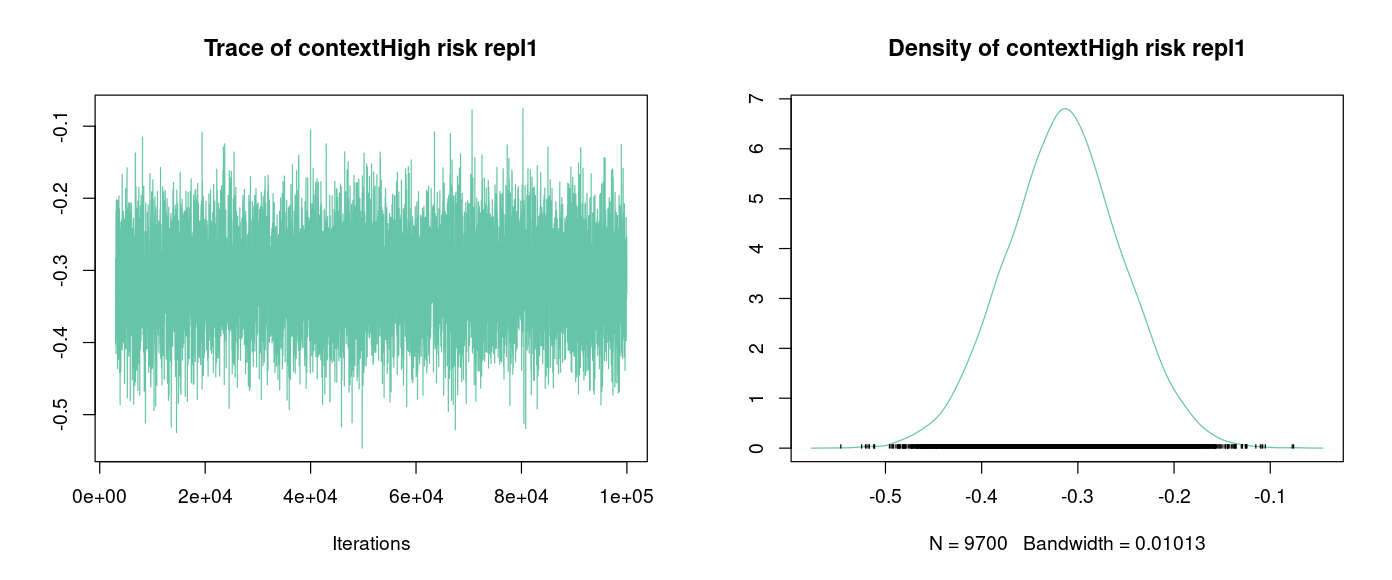 Trace of contextHigh risk repl1
-0.1
-0.2
-0.3
-0.4
-0.5
0e+00 2e+04 4e+04 6e+04 8e+04 1e+05
Iterations
Density of contextHigh risk repl1
7
6
5
4
3
2
1
0
-0.5 -0.4 -0.3 -0.2 -0.1
N = 9700 Bandwidth = 0.01013